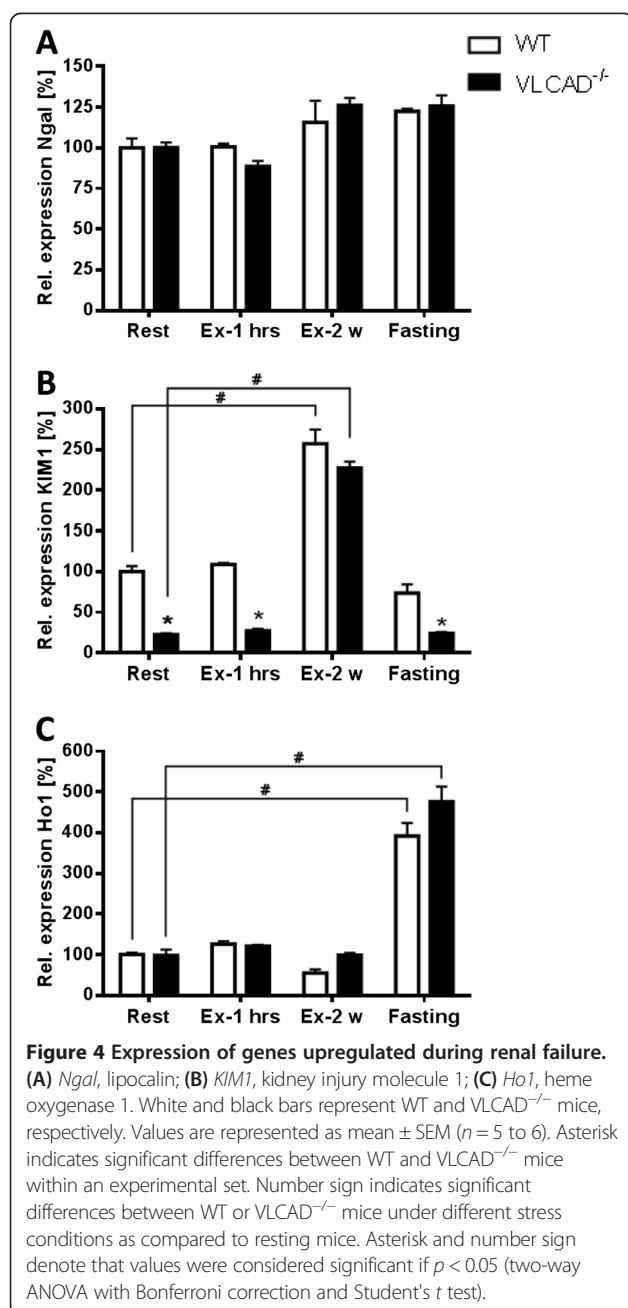 A
WT
VLCAD-/-
Rel. expression Ngal [%]
150
125
100
75
50
25
0
Rest Ex-1 hrs Ex-2 w Fasting
B
#
#
Rel. expression KIM1 [%]
300
250
200
150
100
50
0
* * *
Rest Ex-1 hrs Ex-2 w Fasting
C
#
#
Rel. expression Ho1 [%]
600
500
400
300
200
100
0
Rest Ex-1 hrs Ex-2 w Fasting
Figure 4 Expression of genes upregulated during renal failure.
(A) Ngal, lipocalin; (B) KIM1, kidney injury molecule 1; (C) Ho1, heme
oxygenase 1. White and black bars represent WT and VLCAD−/− mice,
respectively. Values are represented as mean ± SEM (n = 5 to 6). Asterisk
indicates significant differences between WT and VLCAD−/− mice
within an experimental set. Number sign indicates significant
differences between WT or VLCAD−/− mice under different stress
conditions as compared to resting mice. Asterisk and number sign
denote that values were considered significant if p < 0.05 (two-way
ANOVA with Bonferroni correction and Student's t test).